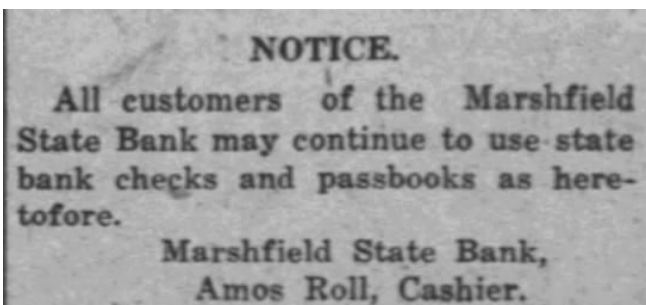 NOTICE.
All customers of the Marshfield
State Bank may continue to use state
bank checks and passbooks as here-
tofore.
Marshfield State Bank,
Amos Roll, Cashier.